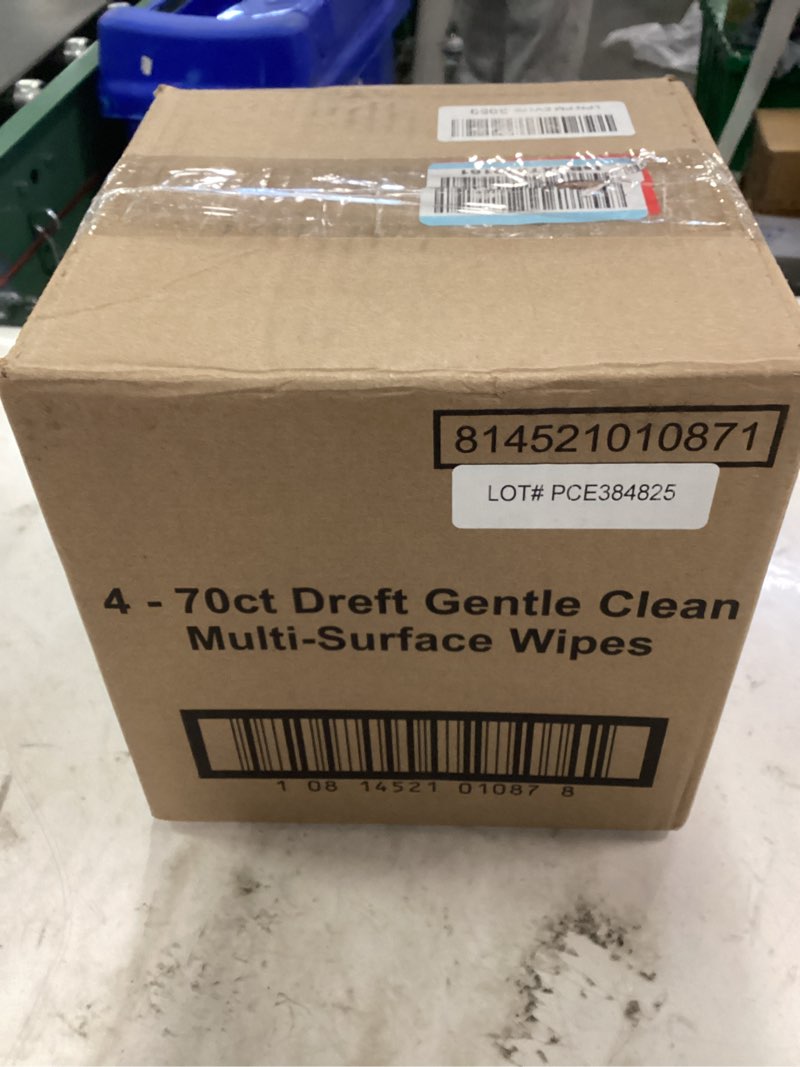 814521010871
LOT# PCE384825
4 - 70ct Dreft Gentle Clean
Multi-Surface Wipes
1 08 14521 01087 8